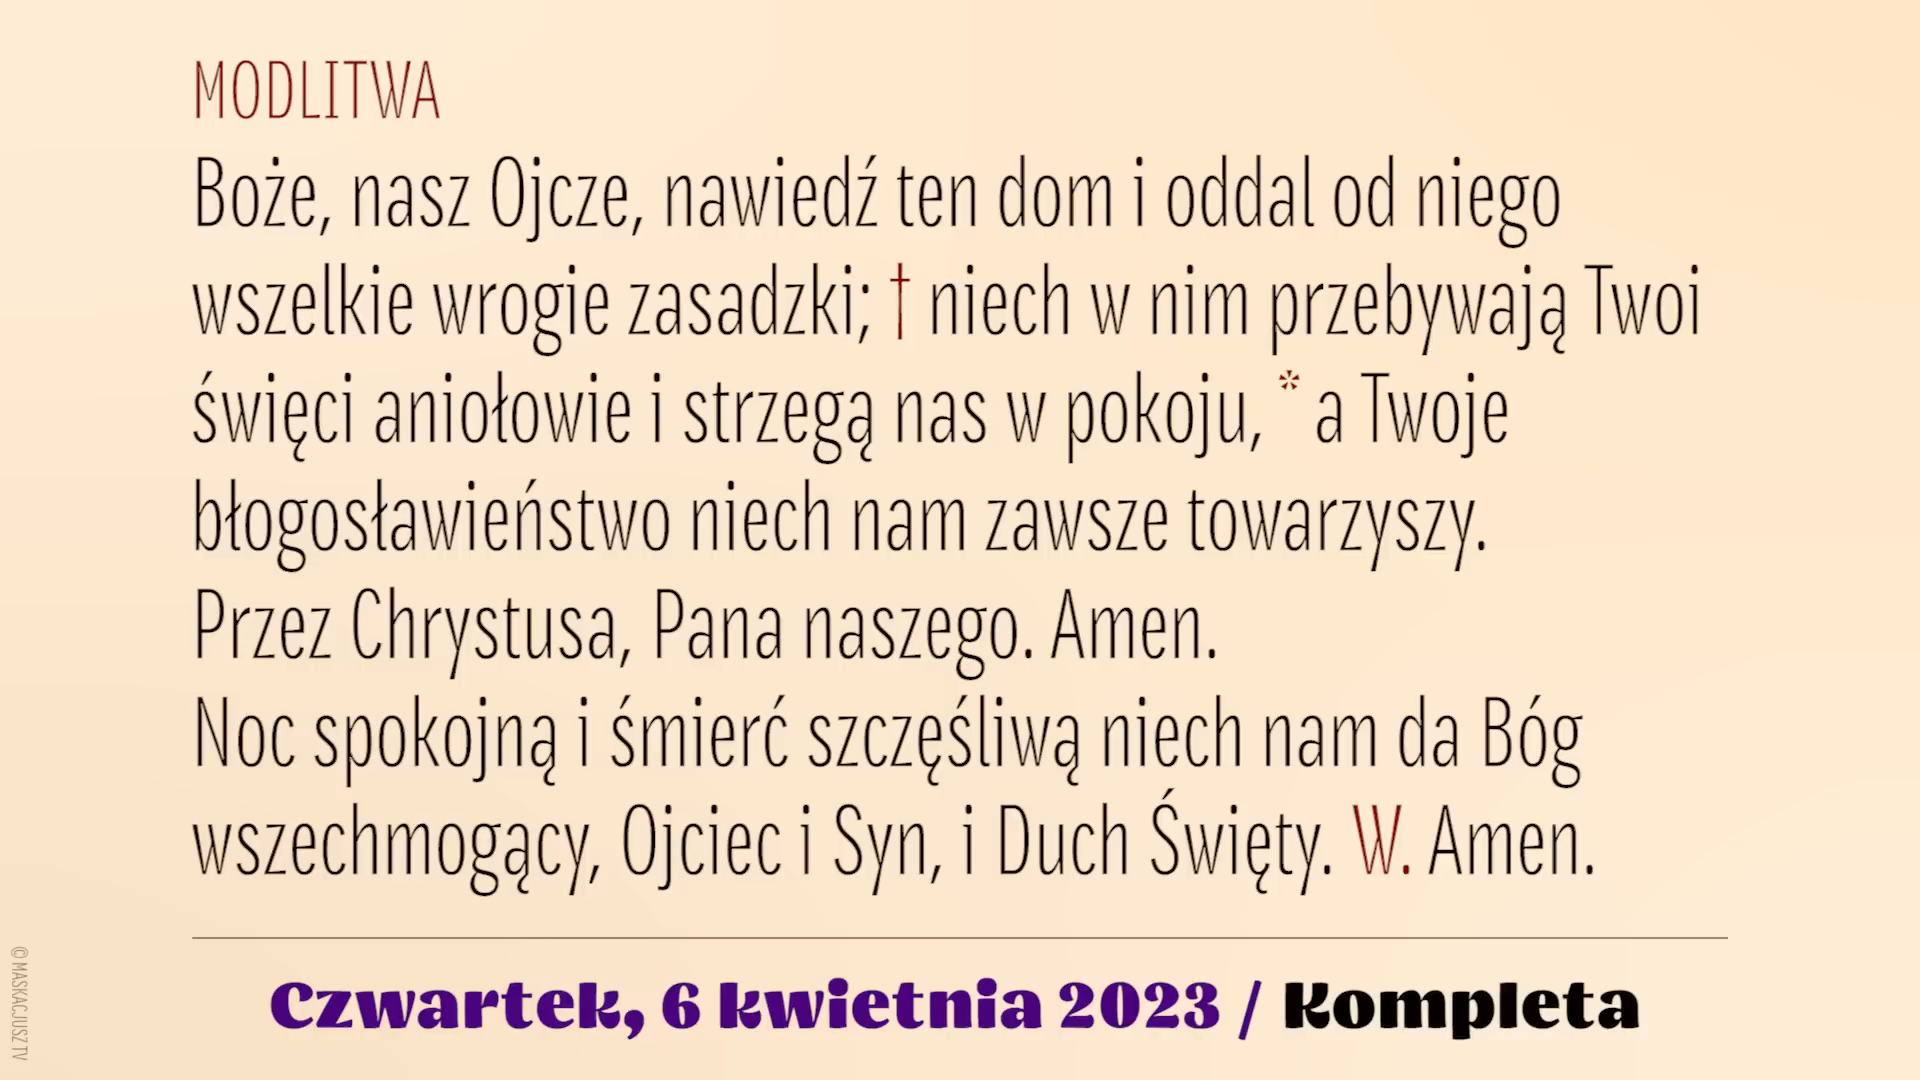 MODLITWA
Boże, nasz Ojcze, nawiedź ten dom i oddal od niego
wszelkie wrogie zasadzki; † niech w nim przebywają Twoi
święci aniołowie i strzegą nas w pokoju, * a Twoje
błogosławieństwo niech nam zawsze towarzyszy.
Przez Chrystusa, Pana naszego. Amen.
Noc spokojną i śmierć szczęśliwą niech nam da Bóg
wszechmogący, Ojciec i Syn, i Duch Święty. W. Amen.
Czwartek, 6 kwietnia 2023 / Kompleta
© MASKACJUSZ TV